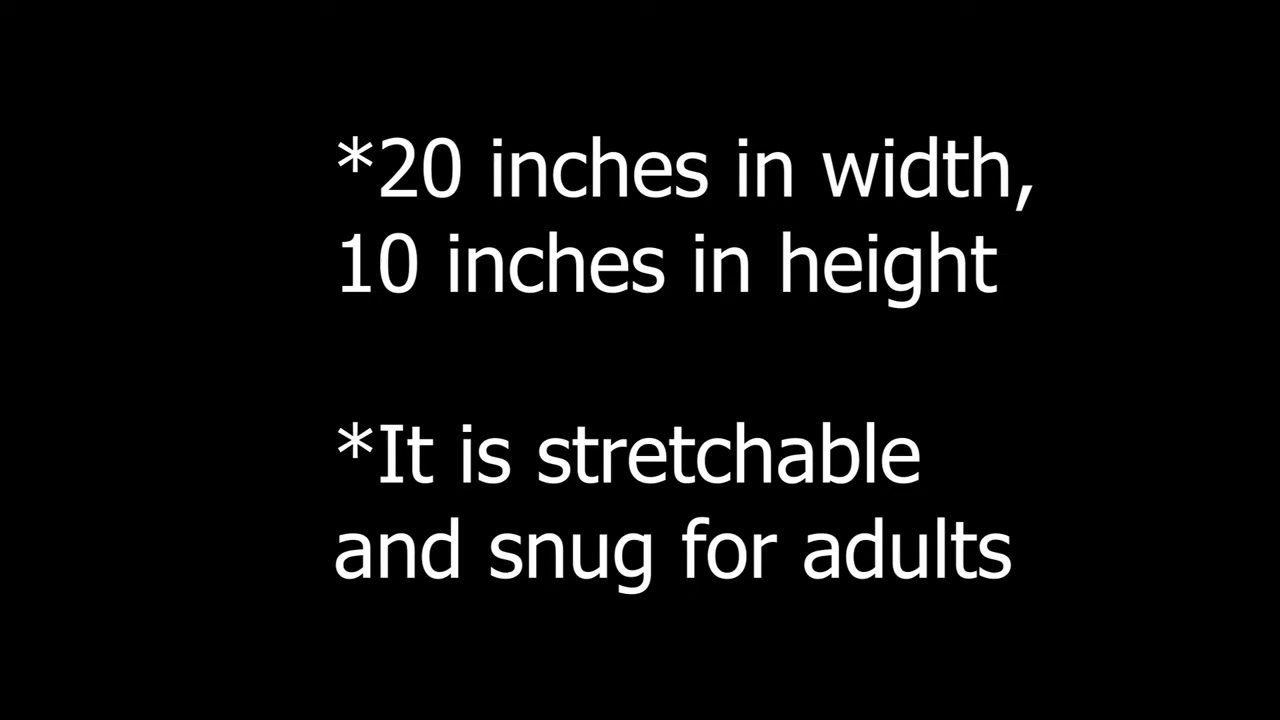 *20 inches in width,
10 inches in height
*It is stretchable
and snug for adults